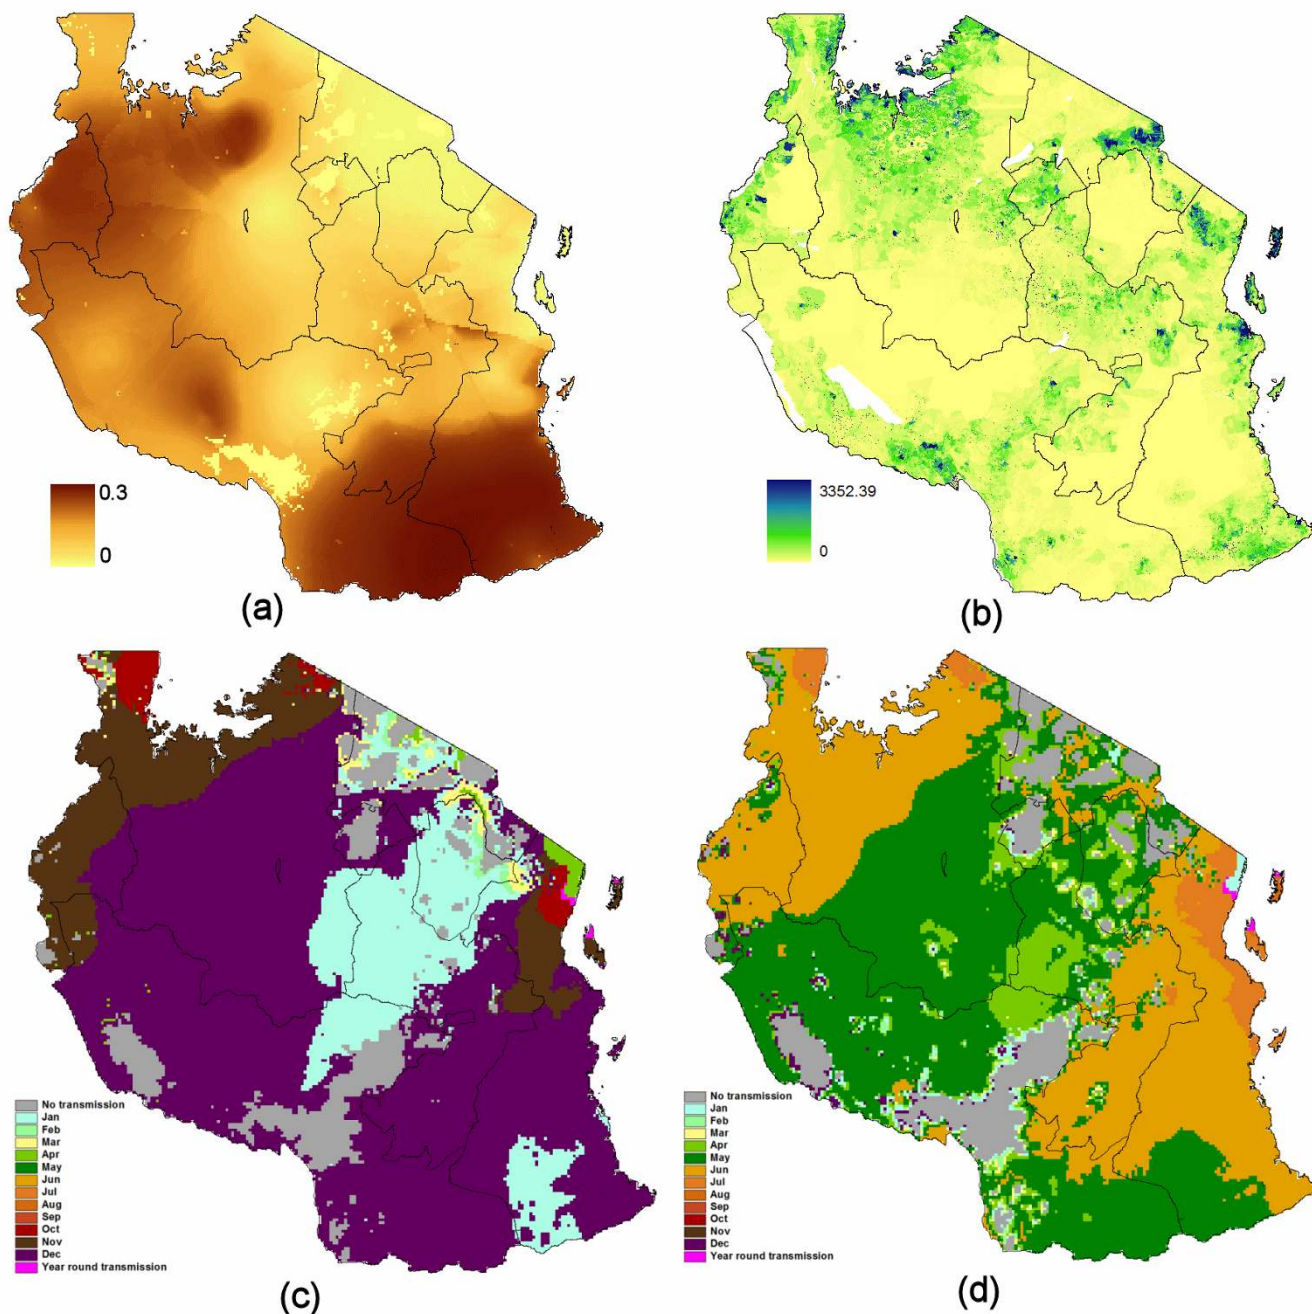 0.3
0
(a)
3352.39
0
(b)
No transmission
Jan
Feb
Mar
Apr
May
Jun
Jul
Aug
Sep
Oct
Nov
Dec
Year round transmission
(c)
No transmission
Jan
Feb
Mar
Apr
May
Jun
Jul
Aug
Sep
Oct
Nov
Dec
Year round transmission
(d)